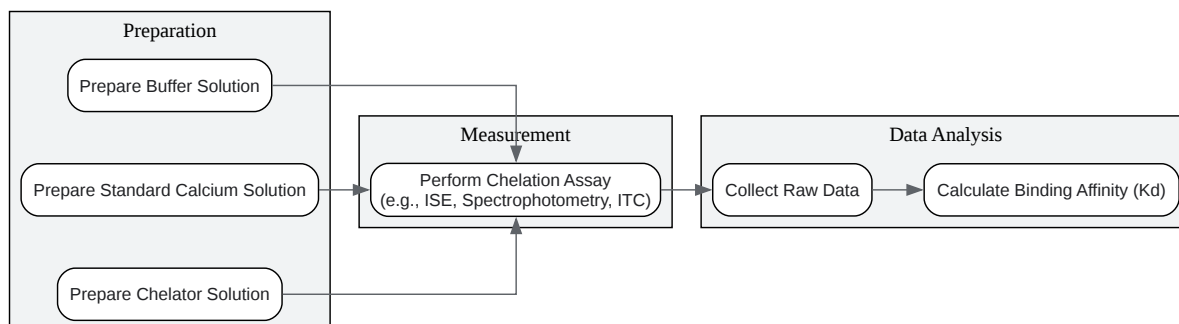 Preparation
Prepare Buffer Solution
Prepare Standard Calcium Solution
Prepare Chelator Solution
Measurement
Perform Chelation Assay
(e.g., ISE, Spectrophotometry, ITC)
Data Analysis
Collect Raw Data
Calculate Binding Affinity (Kd)